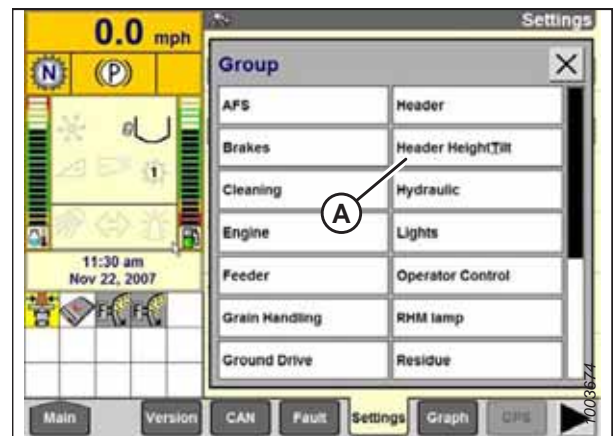 0.0 mph
Settings
N
(P)
1
11:30 am
Nov 22, 2007
Group
X
AFS
Header
Brakes
Header Height/Tilt
Cleaning
Hydraulic
A
Engine
Lights
Feeder
Operator Control
Grain Handling
RHM lamp
Ground Drive
Residue
Main
Version
CAN
Fault
Settings
Graph
GPS
1003674